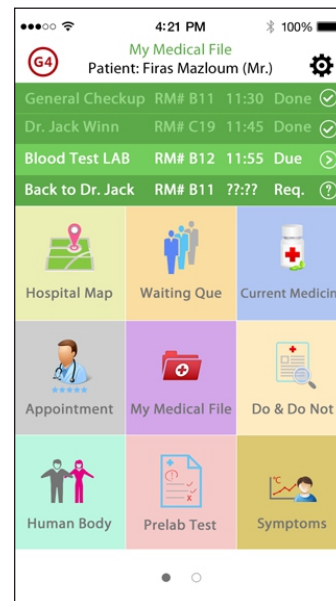 4:21 PM 100%
My Medical File
G4
Patient: Firas Mazloum (Mr.)
General Checkup RM# B11 11:30 Done
Dr. Jack Winn RM# C19 11:45 Done
Blood Test LAB RM# B12 11:55 Due
Back to Dr. Jack RM# B11 ??:?? Req. ?
Hospital Map Waiting Que Current Medicin
Appointment My Medical File Do & Do Not
Human Body Prelab Test Symptoms
°C